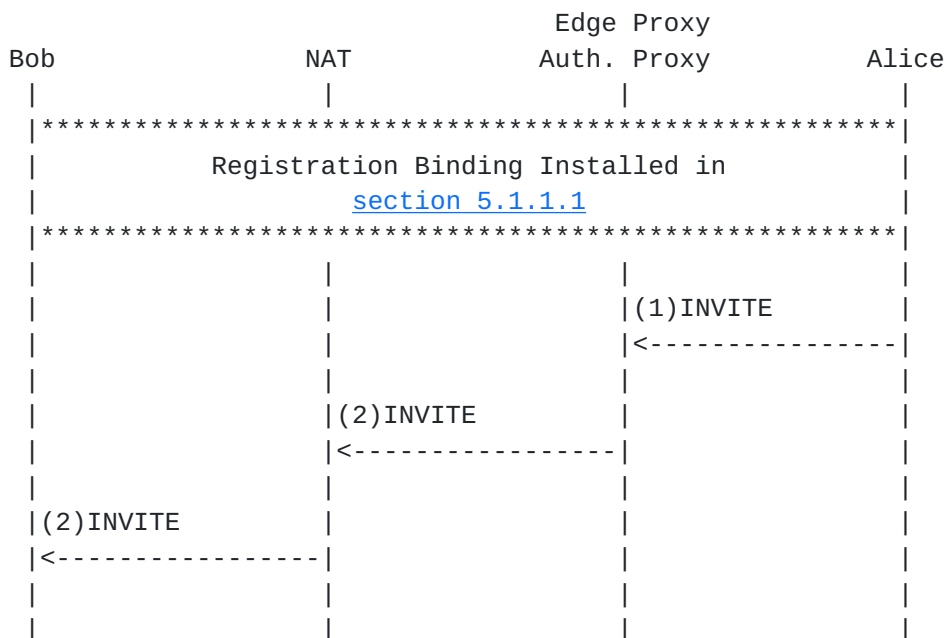 Edge Proxy
Bob NAT Auth. Proxy Alice
| | | |
|*******************************************************|
| Registration Binding Installed in |
| section 5.1.1.1 |
|*******************************************************|
| | | |
| | |(1)INVITE |
| | |<----------------|
| | | |
| |(2)INVITE | |
| |<-----------------| |
| | | |
|(2)INVITE | | |
|<-----------------| | |
| | | |
| | | |